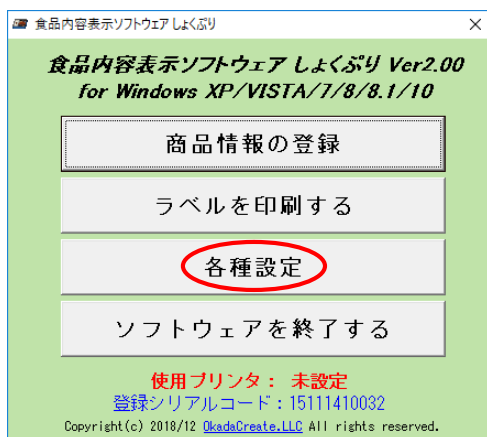 食品内容表示ソフトウェア しょくぷり
食品内容表示ソフトウェア しょくぷり Ver2.00
for Windows XP/VISTA/7/8/8.1/10
商品情報の登録
ラベルを印刷する
各種設定
ソフトウェアを終了する
使用プリンタ： 未設定
登録シリアルコード：15111410032
Copyright(c) 2018/12 OkadaCreate.LLC All rights reserved.